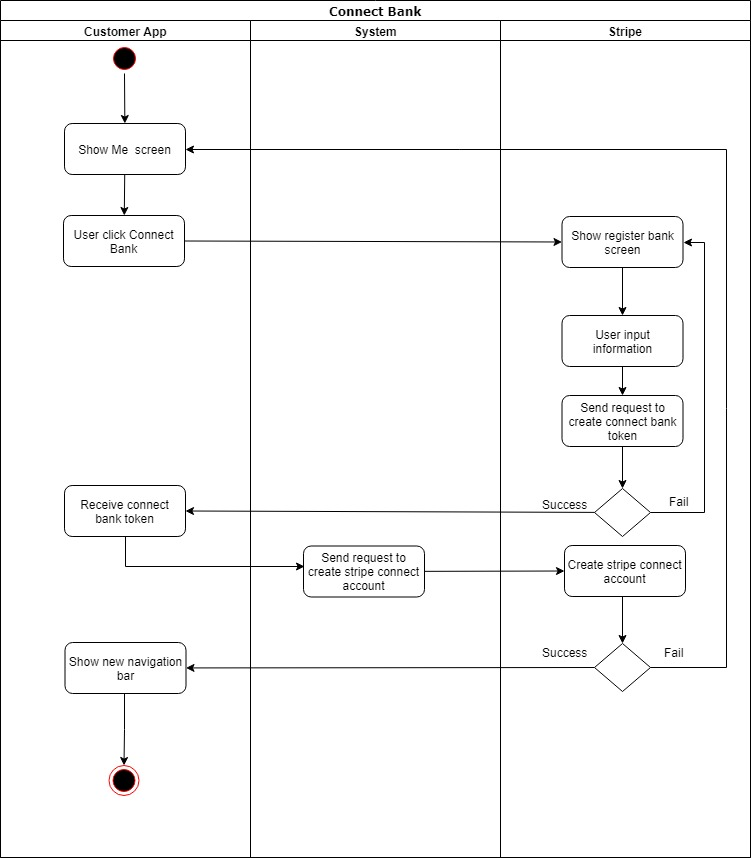 Connect Bank
Customer App
System
Stripe
Show Me screen
User click Connect
Bank
Show register bank
screen
User input
information
Send request to
create connect bank
token
Success
Fail
Receive connect
bank token
Send request to
create stripe connect
account
Create stripe connect
account
Success
Fail
Show new navigation
bar